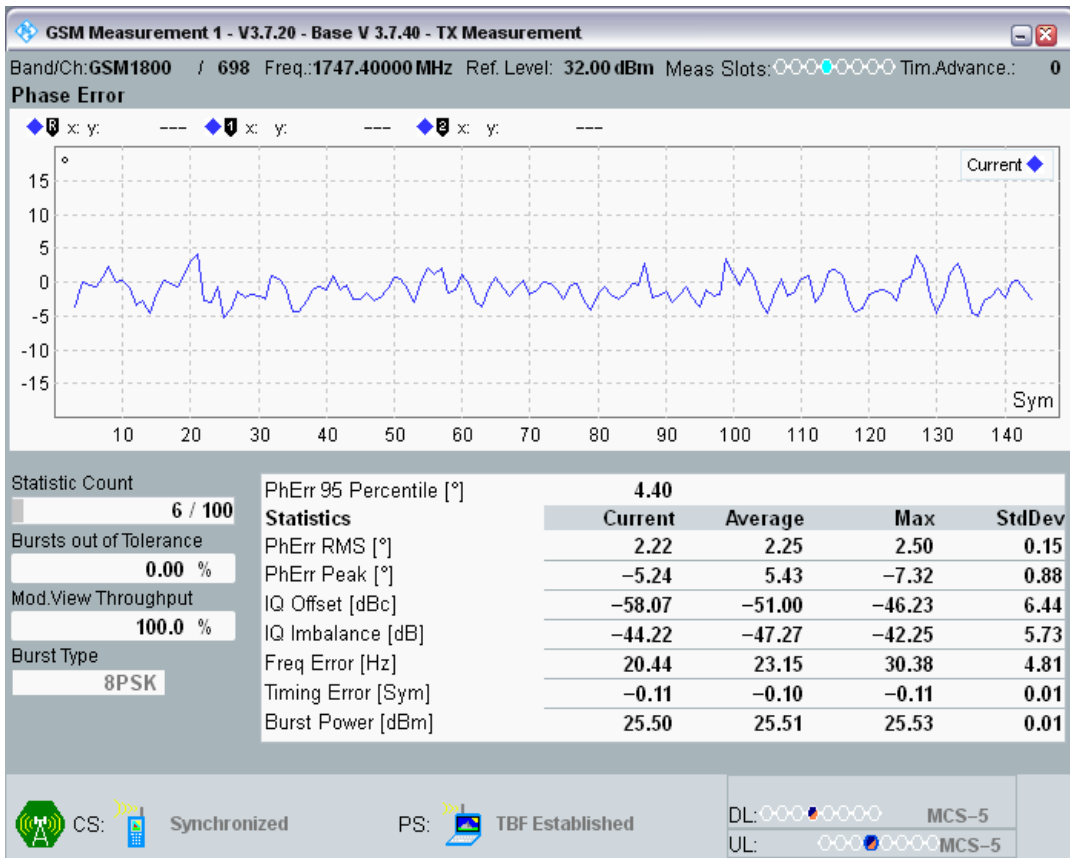 GSM Measurement 1 - V3.7.20 - Base V 3.7.40 - TX Measurement
Band/Ch:GSM1800 / 698 Freq.:1747.40000 MHz Ref. Level: 32.00 dBm Meas Slots: Tim.Advance.: 0
Phase Error
R x: y: --- 1 x: y: --- 2 x: y: ---
°
Current
15
10
5
0
-5
-10
-15
Sym
10 20 30 40 50 60 70 80 90 100 110 120 130 140
Statistic Count
6 / 100
Bursts out of Tolerance
0.00 %
Mod.View Throughput
100.0 %
Burst Type
8PSK
PhErr 95 Percentile [°] 4.40
Statistics Current Average Max StdDev
PhErr RMS [°] 2.22 2.25 2.50 0.15
PhErr Peak [°] −5.24 5.43 −7.32 0.88
IQ Offset [dBc] −58.07 −51.00 −46.23 6.44
IQ Imbalance [dB] −44.22 −47.27 −42.25 5.73
Freq Error [Hz] 20.44 23.15 30.38 4.81
Timing Error [Sym] −0.11 −0.10 −0.11 0.01
Burst Power [dBm] 25.50 25.51 25.53 0.01
CS: Synchronized PS: TBF Established
DL: MCS−5
UL: MCS−5